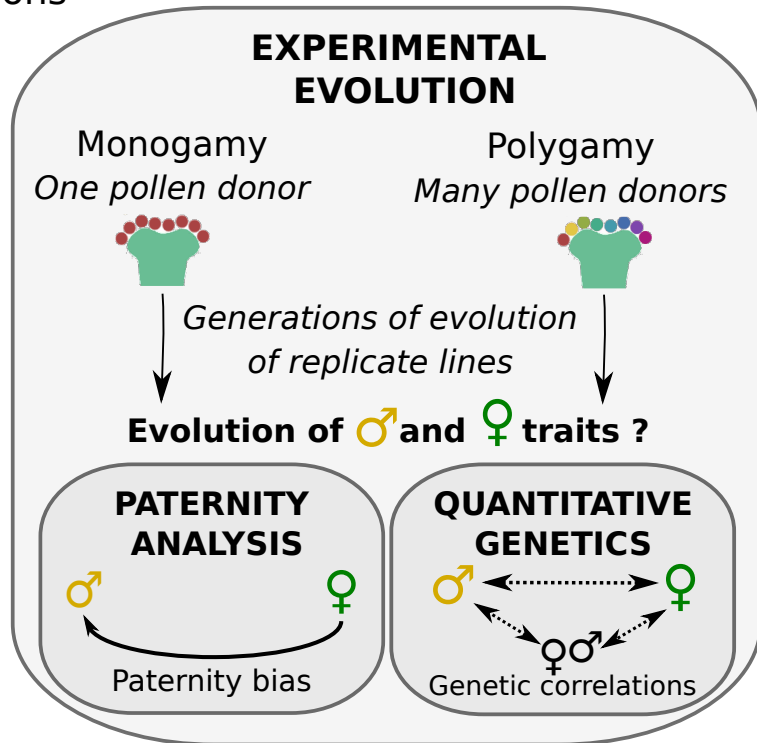 ons
EXPERIMENTAL
EVOLUTION
Monogamy
One pollen donor
Polygamy
Many pollen donors
Generations of evolution
of replicate lines
Evolution of ♂ and ♀ traits ?
PATERNITY
ANALYSIS
♂ ♀
Paternity bias
QUANTITATIVE
GENETICS
♂ ♀
♀♂
Genetic correlations